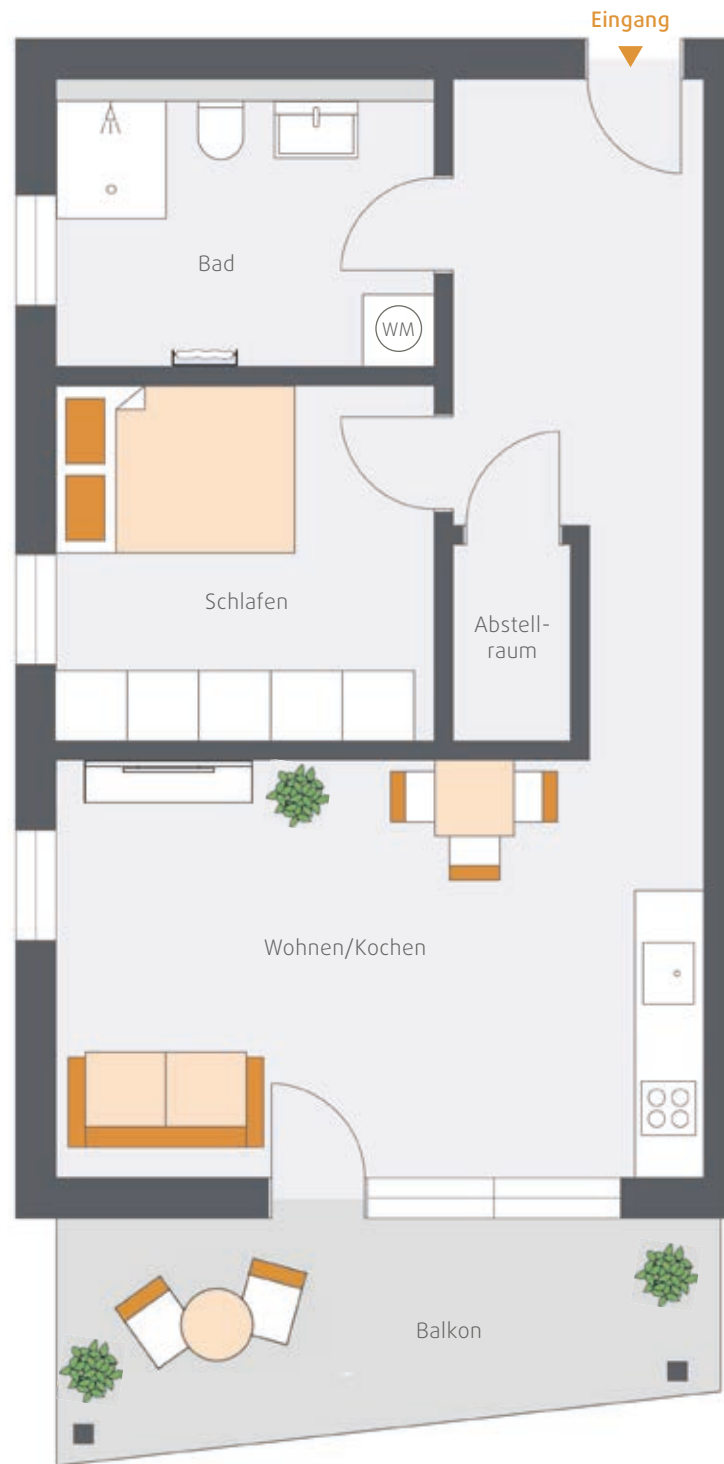 Eingang
Bad
WM
Schlafen
Abstell-
raum
Wohnen/Kochen
Balkon